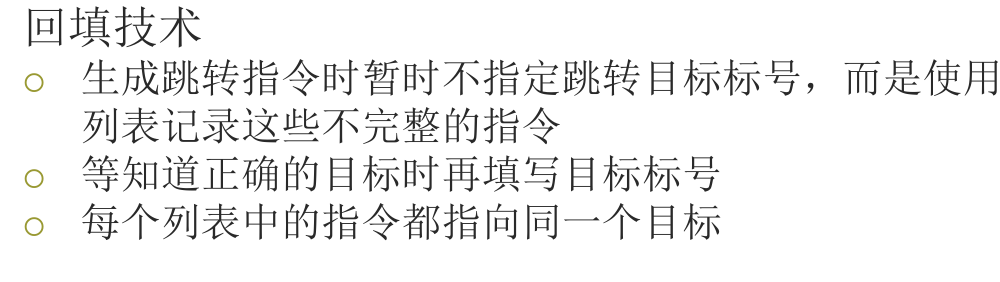 回填技术
生成跳转指令时暂时不指定跳转目标标号，而是使用
列表记录这些不完整的指令
等知道正确的目标时再填写目标标号
每个列表中的指令都指向同一个目标